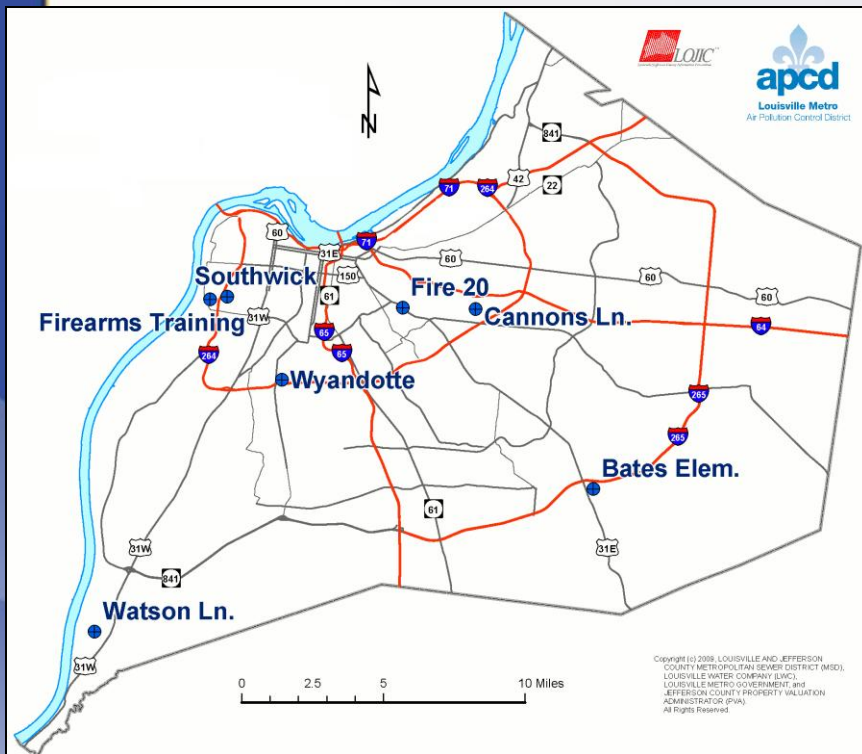 LOJIC
apcd
Louisville Metro
Air Pollution Control District
N
841
42
22
71
264
60
71
31E
60
150
60
60
Southwick
61
Fire 20
Firearms Training
31W
Cannons Ln.
65
64
264
65
Wyandotte
265
265
Bates Elem.
61
31W
31E
841
Watson Ln.
31W
0 2.5 5 10 Miles
Copyright (c) 2009, LOUISVILLE AND JEFFERSON
COUNTY METROPOLITAN SEWER DISTRICT (MSD),
LOUISVILLE WATER COMPANY (LWC),
LOUISVILLE METRO GOVERNMENT, and
JEFFERSON COUNTY PROPERTY VALUATION
ADMINISTRATOR (PVA).
All Rights Reserved.